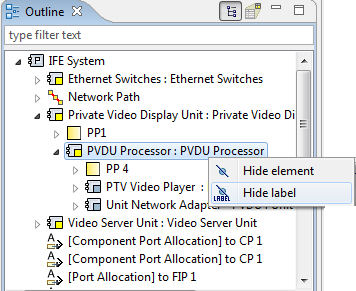 Outline
type filter text
IFE System
Ethernet Switches : Ethernet Switches
Network Path
Private Video Display Unit : Private Video Di
PP1
PVDU Processor : PVDU Processor
PP 4
PTV Video Player :
Unit Network Adapter
Video Server Unit : Video Server Unit
[Component Port Allocation] to CP 1
[Component Port Allocation] to CP 1
[Port Allocation] to FIP 1
Hide element
LABEL Hide label